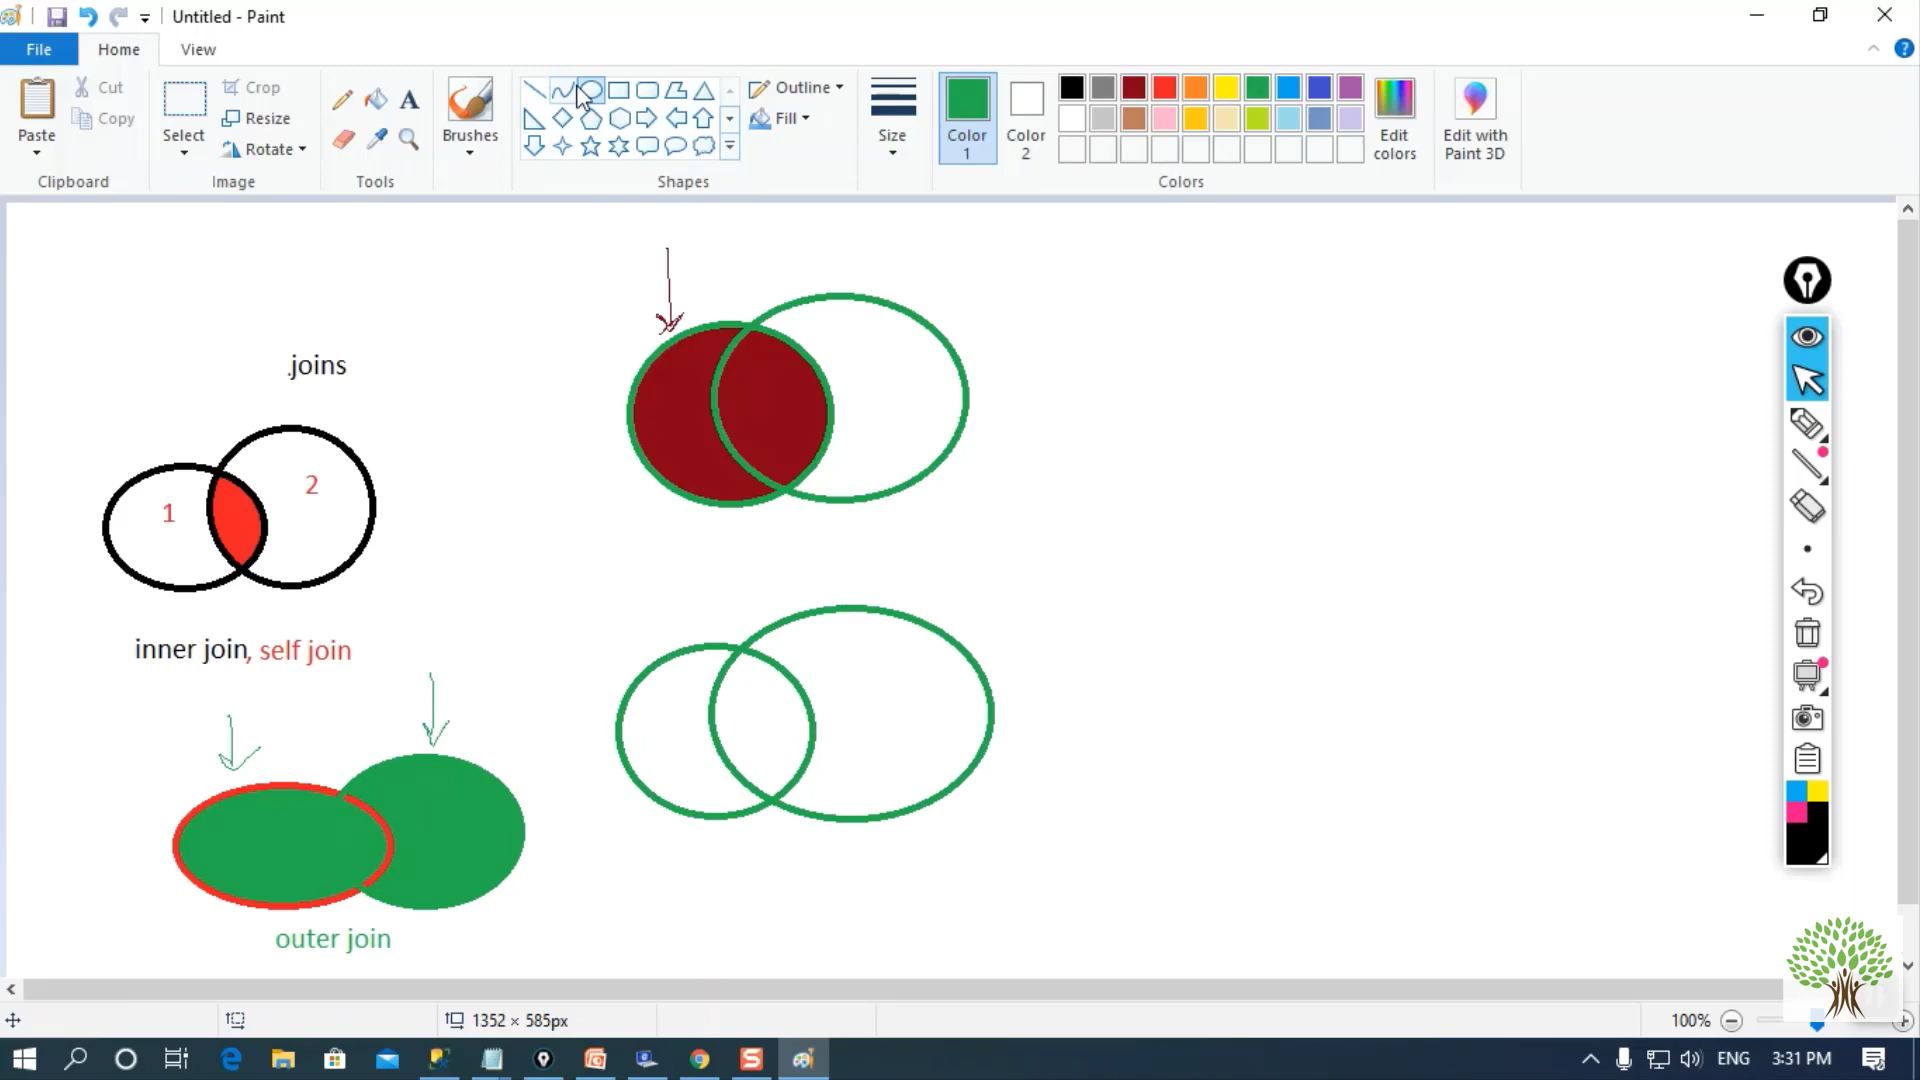 Untitled - Paint
File Home View
Paste
Cut
Copy
Clipboard
Select
Crop
Resize
Rotate
Image
A
Tools
Brushes
Shapes
Outline
Fill
Size
Color 1
Color 2
Edit colors
Colors
Edit with Paint 3D
?
joins
1
2
inner join, self join
outer join
1352 × 585px
100%
ENG
3:31 PM